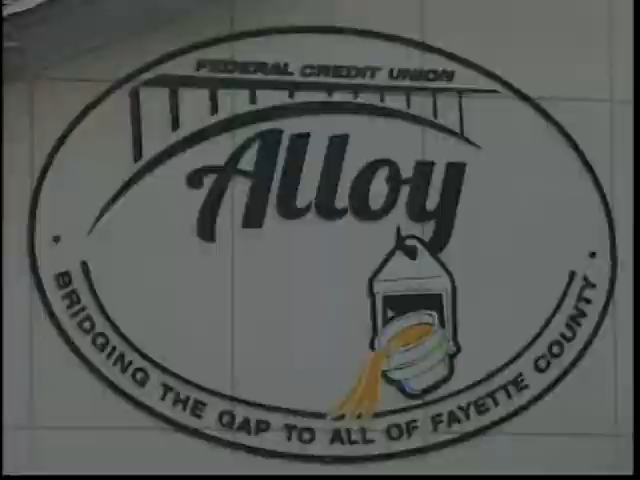 FEDERAL CREDIT UNION
Alloy
• BRIDGING THE GAP TO ALL OF FAYETTE COUNTY •